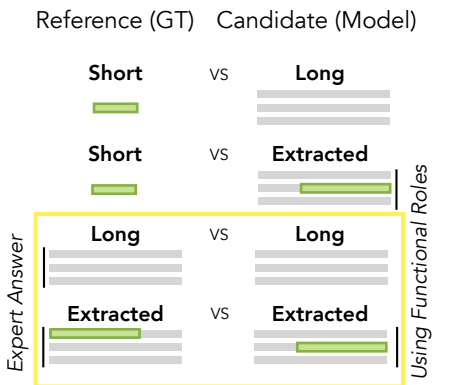 Reference (GT) Candidate (Model)
Short vs Long
Short vs Extracted
Long vs Long
Extracted vs Extracted
Expert Answer
Using Functional Roles